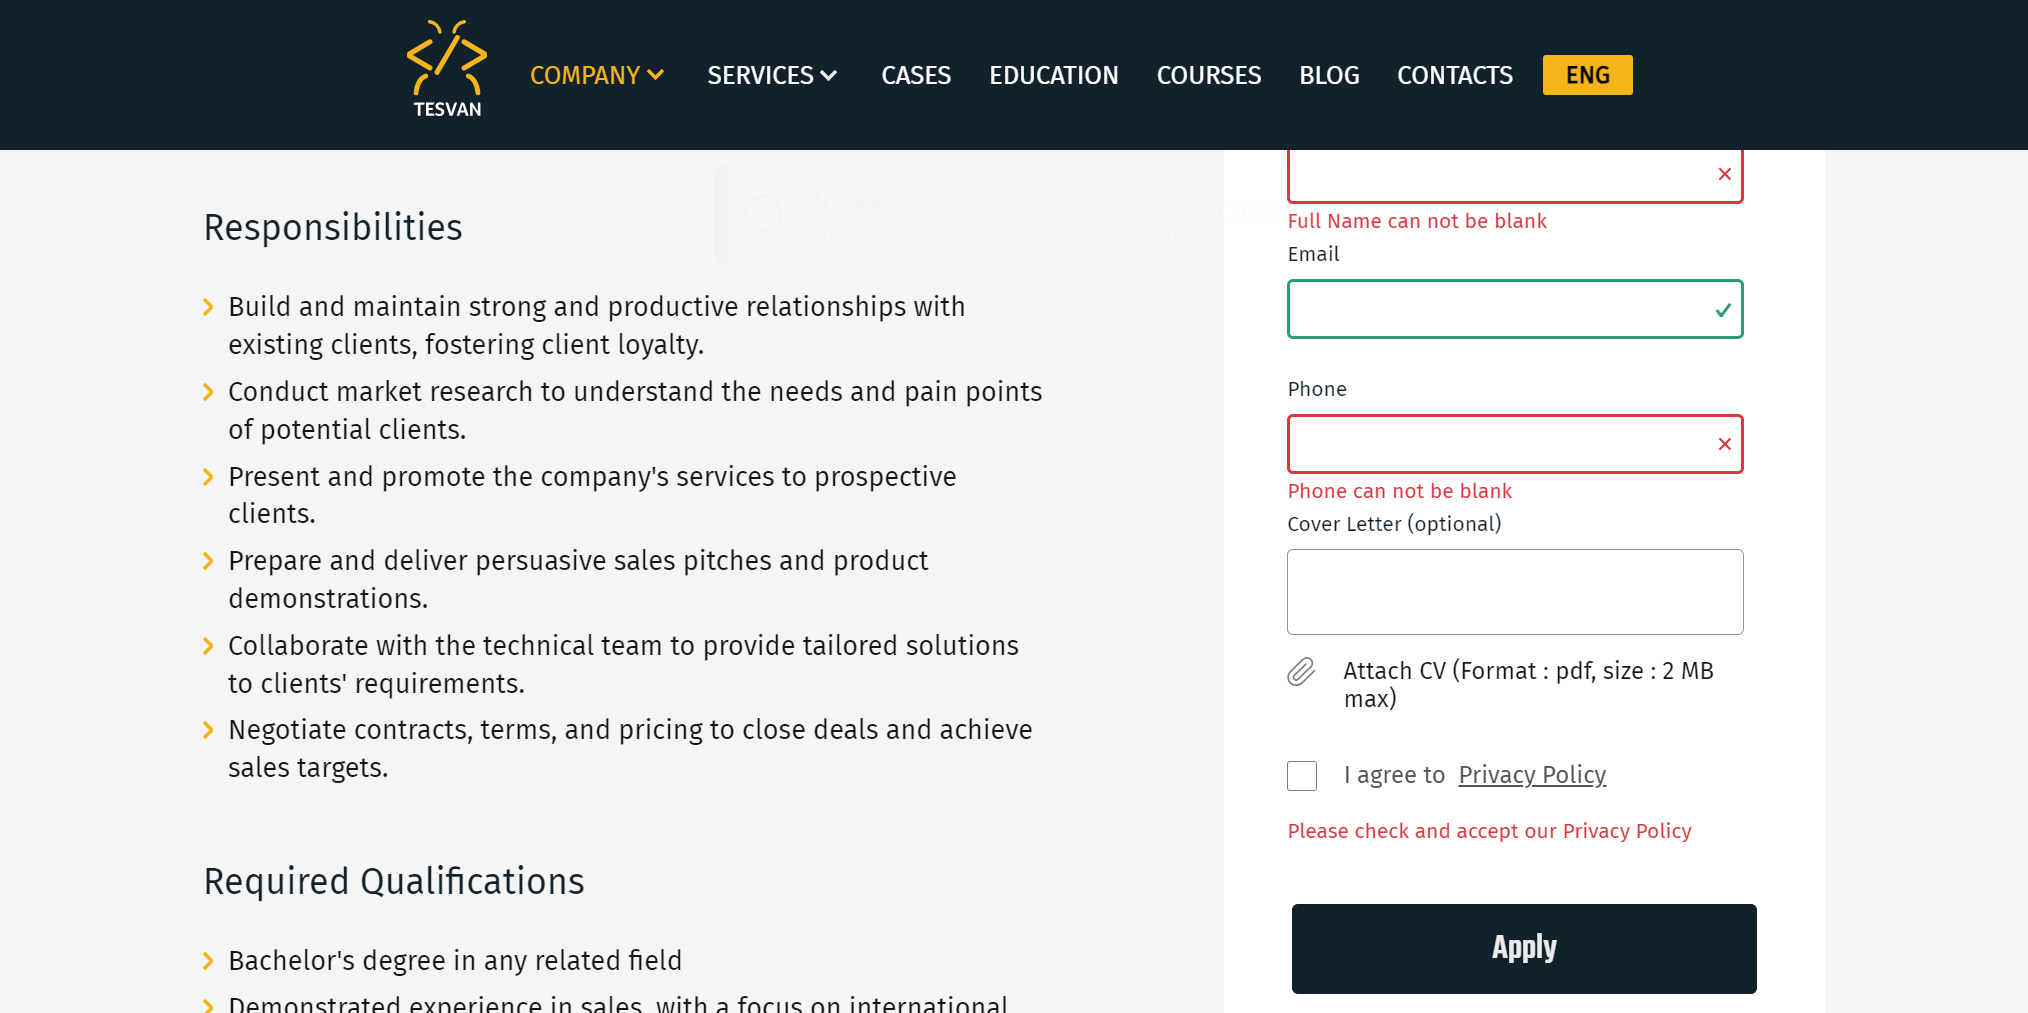 TESVAN
COMPANY
SERVICES
CASES
EDUCATION
COURSES
BLOG
CONTACTS
ENG
Success
Responsibilities
Build and maintain strong and productive relationships with
existing clients, fostering client loyalty.
Conduct market research to understand the needs and pain points
of potential clients.
Present and promote the company's services to prospective
clients.
Prepare and deliver persuasive sales pitches and product
demonstrations.
Collaborate with the technical team to provide tailored solutions
to clients' requirements.
Negotiate contracts, terms, and pricing to close deals and achieve
sales targets.
Required Qualifications
Bachelor's degree in any related field
Demonstrated experience in sales, with a focus on international
Full Name can not be blank
Email
Phone
Phone can not be blank
Cover Letter (optional)
Attach CV (Format : pdf, size : 2 MB
max)
I agree to Privacy Policy
Please check and accept our Privacy Policy
Apply